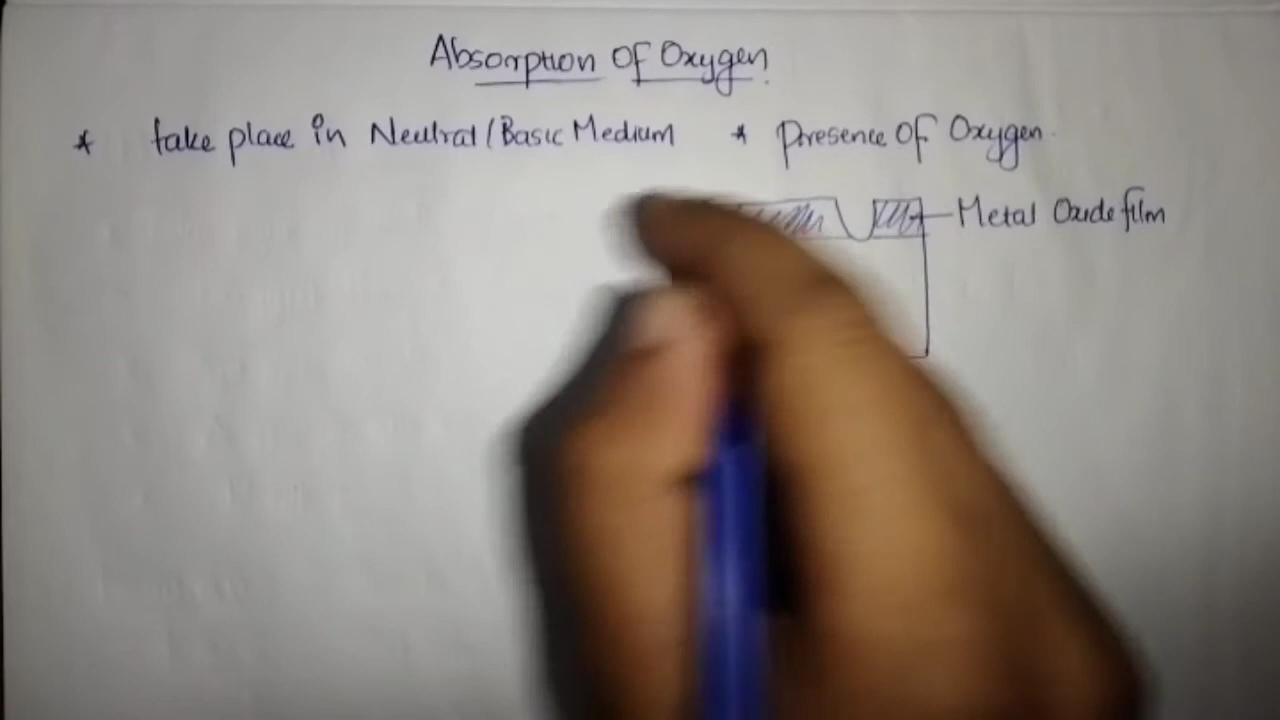 Absorption Of Oxygen
* take place in Neutral/Basic Medium * Presence Of Oxygen.
Metal Oxide film